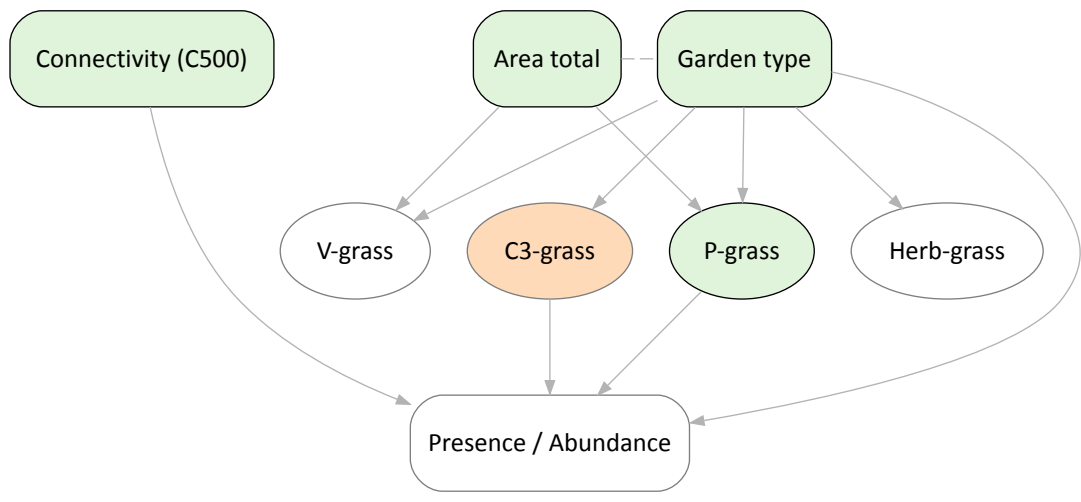 Connectivity (C500)
Area total
Garden type
V-grass
C3-grass
P-grass
Herb-grass
Presence / Abundance